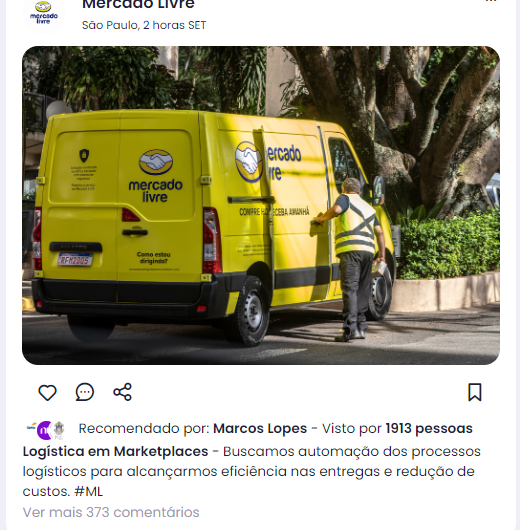 Mercado Livre
São Paulo, 2 horas SET
mercado
livre
mercado
livre
COMPRE HOJE RECEBA AMANHÃ
Como estou
dirigindo?
Recomendado por: Marcos Lopes - Visto por 1913 pessoas
Logística em Marketplaces - Buscamos automação dos processos
logísticos para alcançarmos eficiência nas entregas e redução de
custos. #ML
Ver mais 373 comentários